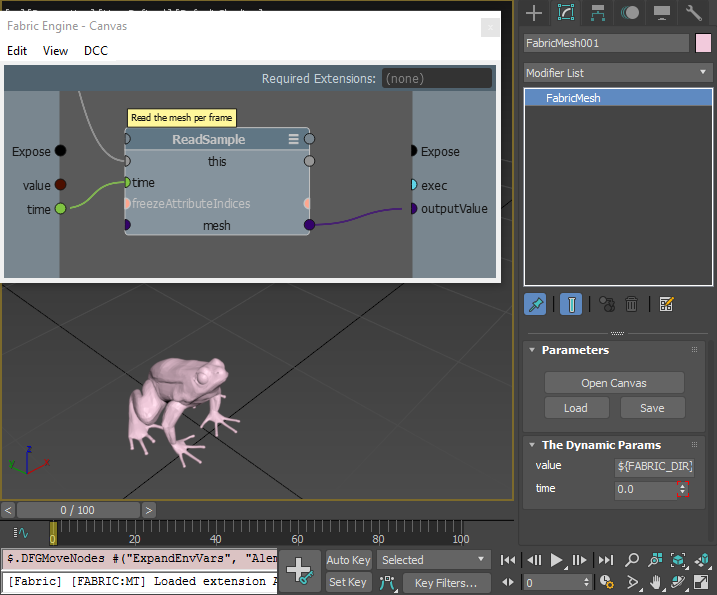 Fabric Engine - Canvas
Edit View DCC
Required Extensions: (none)
Read the mesh per frame
ReadSample
Expose
this
Expose
value
time
exec
time
freezeAttributeIndices
outputValue
mesh
FabricMesh001
Modifier List
FabricMesh
Parameters
Open Canvas
Load Save
The Dynamic Params
value ${FABRIC_DIR}
time 0.0
z
y x
< 0 / 100 >
0 20 40 60 80 100
$.DFGMoveNodes #("ExpandEnvVars", "Alem
[Fabric] [FABRIC:MT] Loaded extension A
Auto Key Selected
Set Key Key Filters...
0